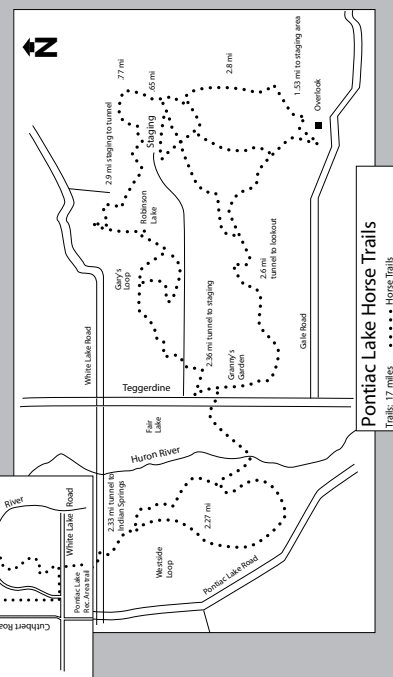 N
.77 mi
.65 mi
2.8 mi
1.53 mi to staging area
Overlook
2.9 mi staging to tunnel
Staging
Robinson
Lake
Gary's
Loop
2.6 mi
tunnel to lookout
2.36 mi tunnel to staging
Granny's
Garden
White Lake Road
Gale Road
Teggerdine
Fair
Lake
Huron River
2.33 mi tunnel to
Indian Springs
2.27 mi
Westside
Loop
Pontiac Lake Road
River
White Lake Road
Pontiac Lake
Rec. Area trail
Cuthbert Roa
Pontiac Lake Horse Trails
Trails: 17 miles
Horse Trails